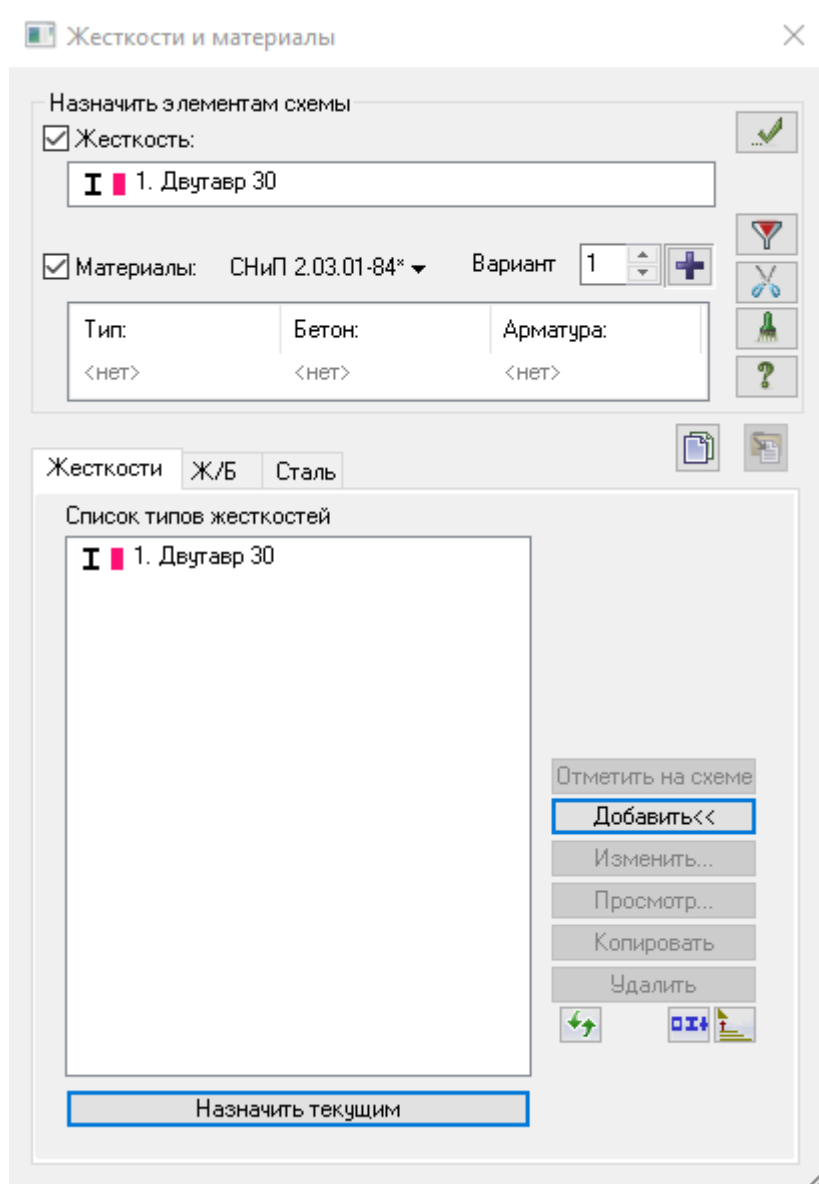 Жесткости и материалы
Назначить элементам схемы
Жесткость:
1. Двутавр 30
Материалы: СНиП 2.03.01-84* Вариант 1
Тип: Бетон: Арматура:
<нет> <нет> <нет>
Жесткости Ж/Б Сталь
Список типов жесткостей
1. Двутавр 30
Отметить на схеме
Добавить<<
Изменить...
Просмотр...
Копировать
Удалить
Назначить текущим